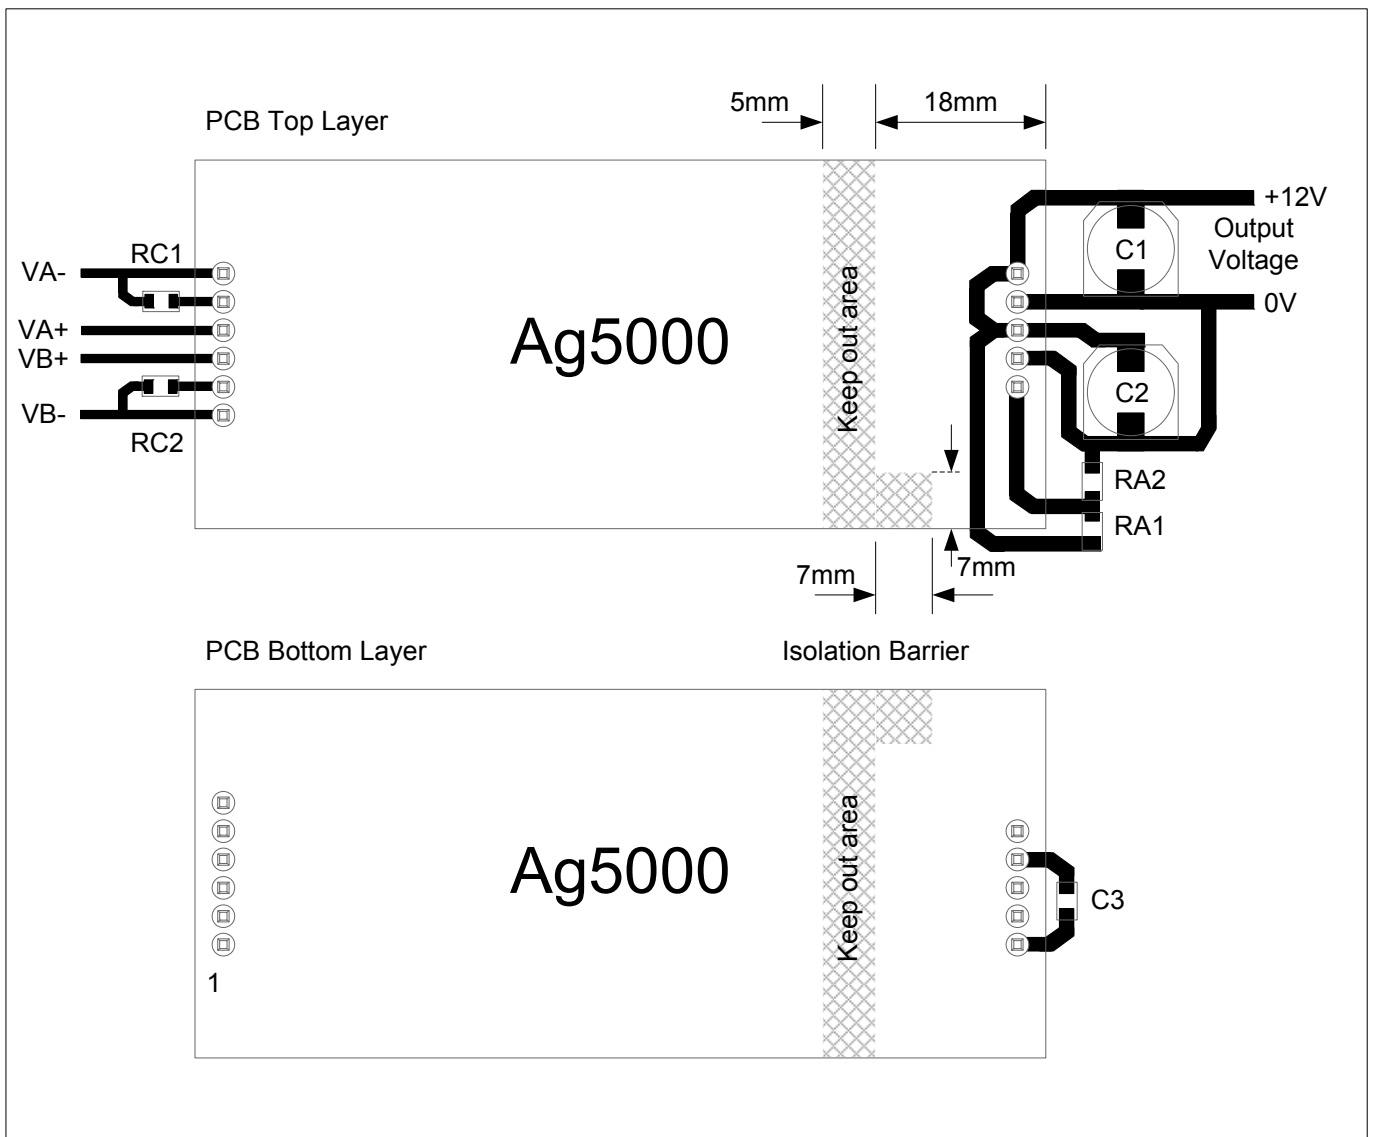 5mm
18mm
PCB Top Layer
+12V
Output
Voltage
RC1
C1
VA-
0V
VA+
VB+
Ag5000
Keep out area
C2
VB-
RC2
RA2
RA1
7mm
7mm
PCB Bottom Layer
Isolation Barrier
Ag5000
Keep out area
C3
1